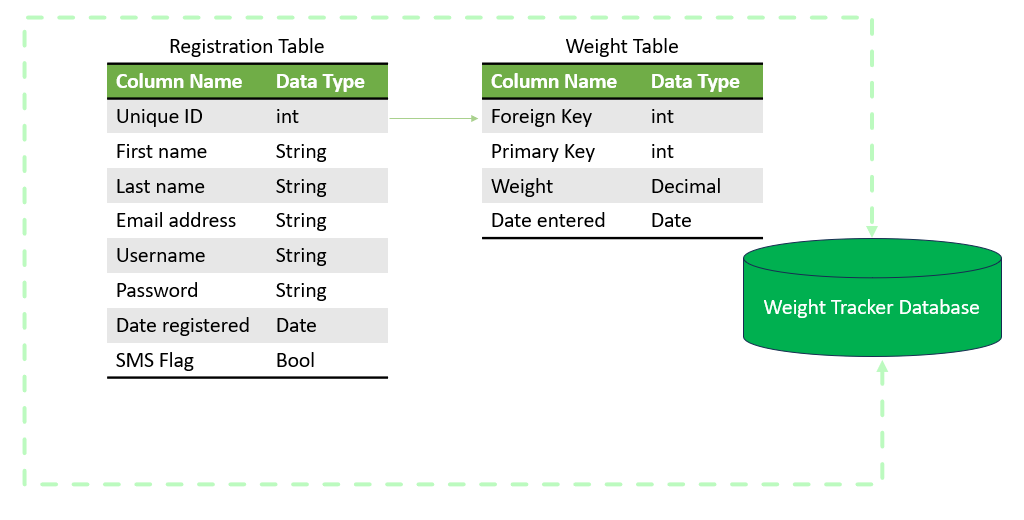 Registration Table
Column Name Data Type
Unique ID int
First name String
Last name String
Email address String
Username String
Password String
Date registered Date
SMS Flag Bool
Weight Table
Column Name Data Type
Foreign Key int
Primary Key int
Weight Decimal
Date entered Date
Weight Tracker Database